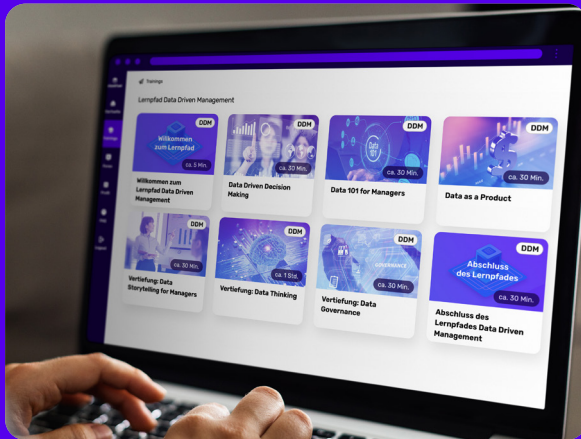 Trainings
Lernpfad Data Driven Management
DDM
Willkommen
zum Lernpfad
ca. 5 Min.
Willkommen zum
Lernpfad Data Driven
Management
DDM
ca. 30 Min.
Data Driven Decision
Making
DDM
Data
101
ca. 30 Min.
Data 101 for Managers
DDM
ca. 30 Min.
Data as a Product
DDM
ca. 30 Min.
Vertiefung: Data
Storytelling for Managers
DDM
ca. 1 Std.
Vertiefung: Data Thinking
DDM
GOVERNANCE
ca. 30 Min.
Vertiefung: Data
Governance
DDM
Abschluss
des Lernpfades
ca. 30 Min.
Abschluss des
Lernpfades Data Driven
Management